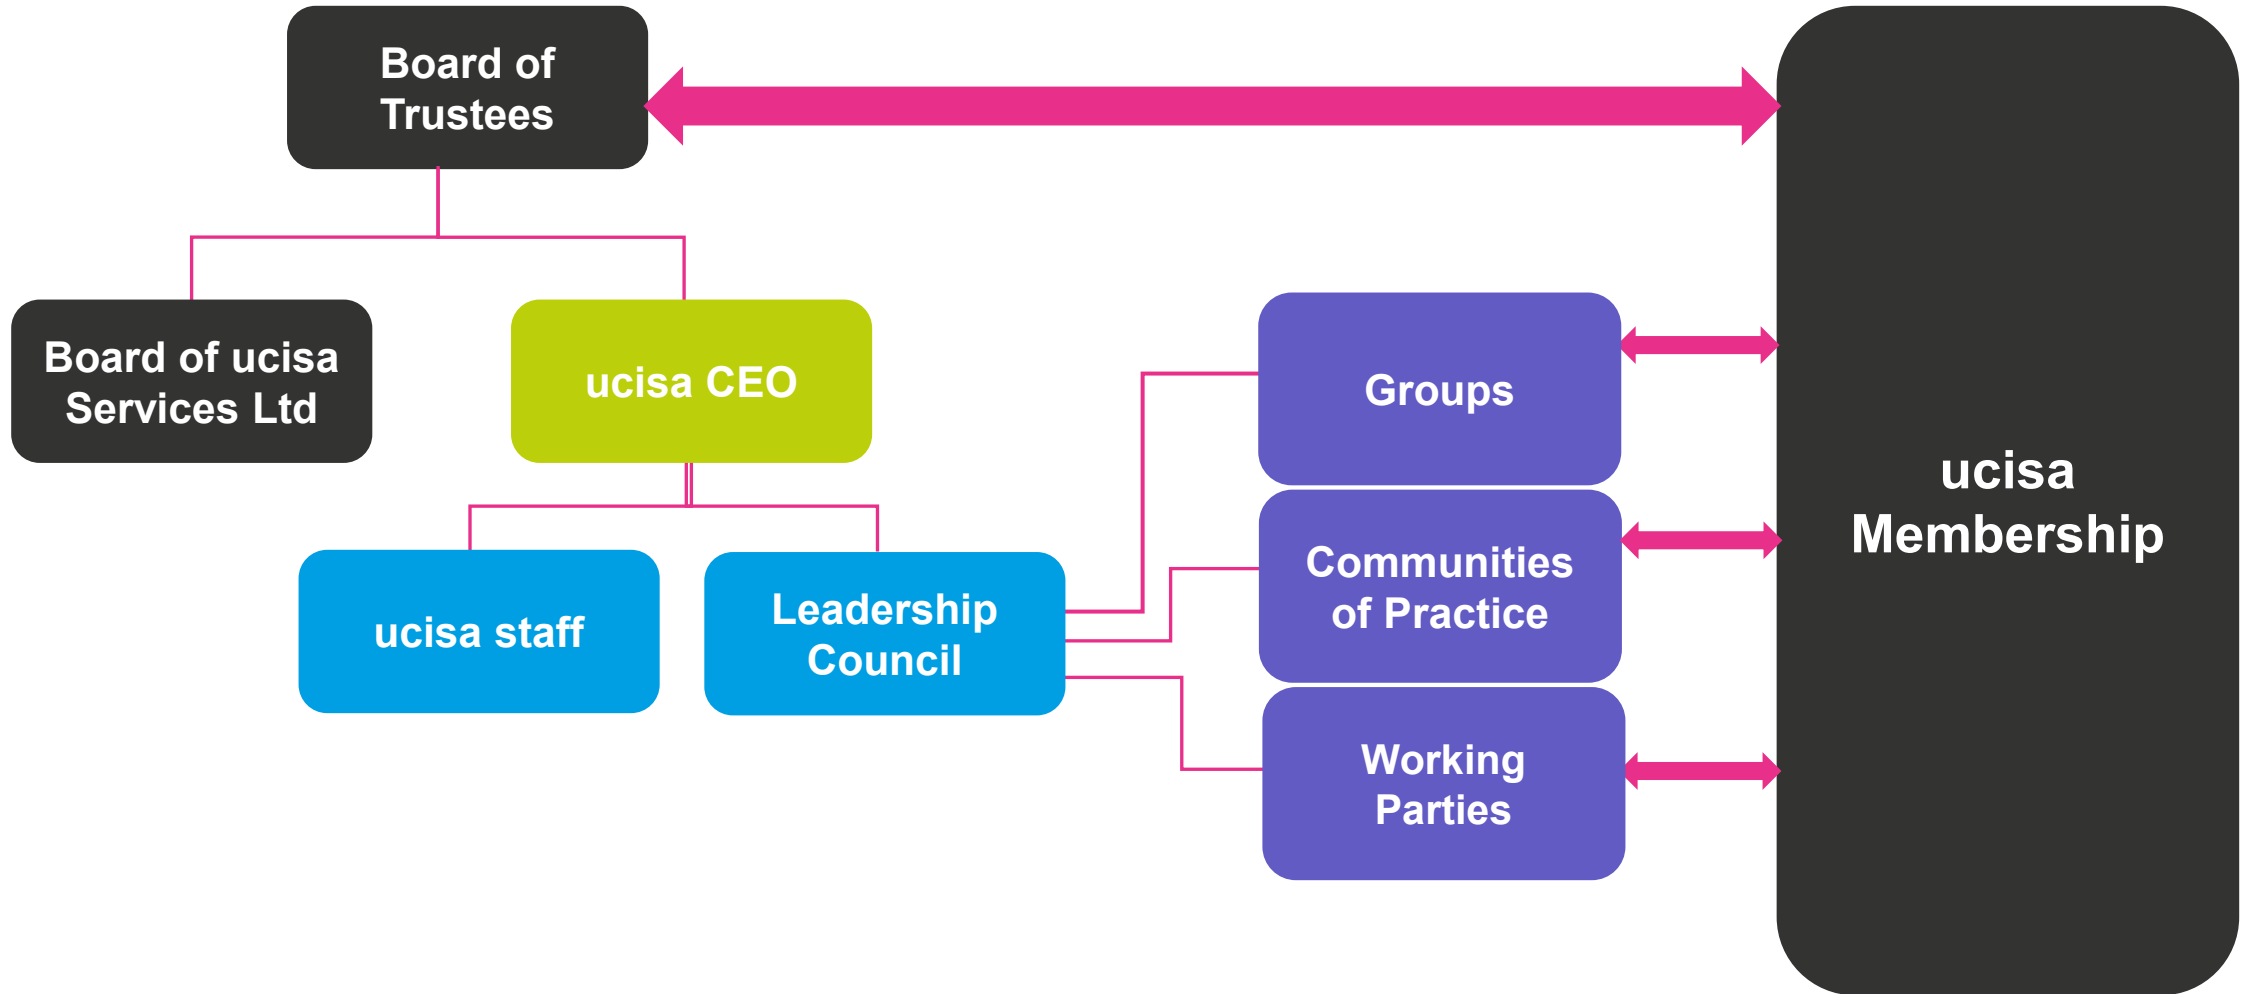 Board of
Trustees
Board of ucisa
Services Ltd
ucisa CEO
ucisa staff
Leadership
Council
Groups
Communities
of Practice
Working
Parties
ucisa
Membership